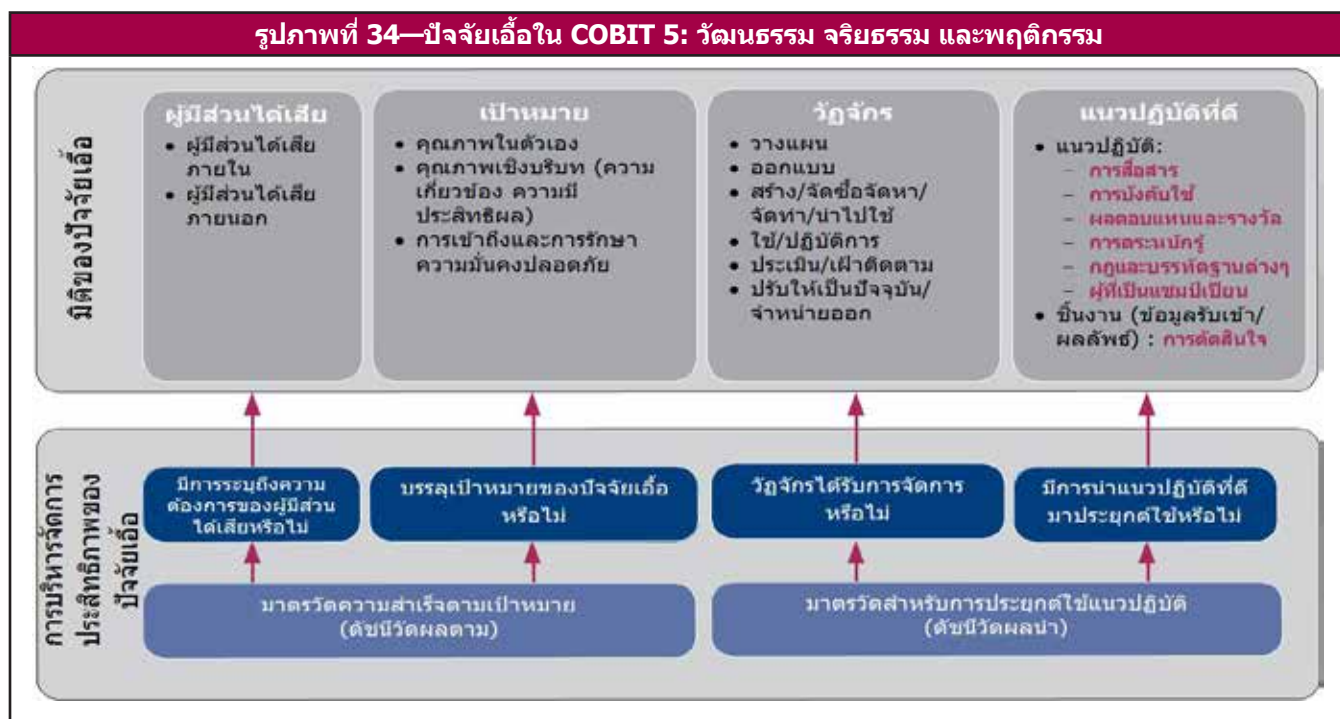 รูปภาพที่ 34—ปัจจัยเอื้อใน COBIT 5: วัฒนธรรม จริยธรรม และพฤติกรรม
มิติของปัจจัยเอื้อ
ผู้มีส่วนได้เสีย
• ผู้มีส่วนได้เสีย
ภายใน
• ผู้มีส่วนได้เสีย
ภายนอก
เป้าหมาย
• คุณภาพในตัวเอง
• คุณภาพเชิงบริบท (ความ
เกี่ยวข้อง ความมี
ประสิทธิผล)
• การเข้าถึงและการรักษา
ความมั่นคงปลอดภัย
วัฏจักร
• วางแผน
• ออกแบบ
• สร้าง/จัดซื้อจัดหา/
จัดทำ/นำไปใช้
• ใช้/ปฏิบัติการ
• ประเมิน/เฝ้าติดตาม
• ปรับให้เป็นปัจจุบัน/
จำหน่ายออก
แนวปฏิบัติที่ดี
• แนวปฏิบัติ:
– การสื่อสาร
– การบังคับใช้
– ผลตอบแทนและรางวัล
– การตระหนักรู้
– กฎและบรรทัดฐานต่างๆ
– ผู้ที่เป็นแชมป์เปียน
• ชิ้นงาน (ข้อมูลรับเข้า/
ผลลัพธ์) : การตัดสินใจ
การบริหารจัดการ
ประสิทธิภาพของ
ปัจจัยเอื้อ
มีการระบุถึงความ
ต้องการของผู้มีส่วน
ได้เสียหรือไม่
บรรลุเป้าหมายของปัจจัยเอื้อ
หรือไม่
วัฏจักรได้รับการจัดการ
หรือไม่
มีการนำแนวปฏิบัติที่ดี
มาประยุกต์ใช้หรือไม่
มาตรวัดความสำเร็จตามเป้าหมาย
(ดัชนีวัดผลตาม)
มาตรวัดสำหรับการประยุกต์ใช้แนวปฏิบัติ
(ดัชนีวัดผลนำ)